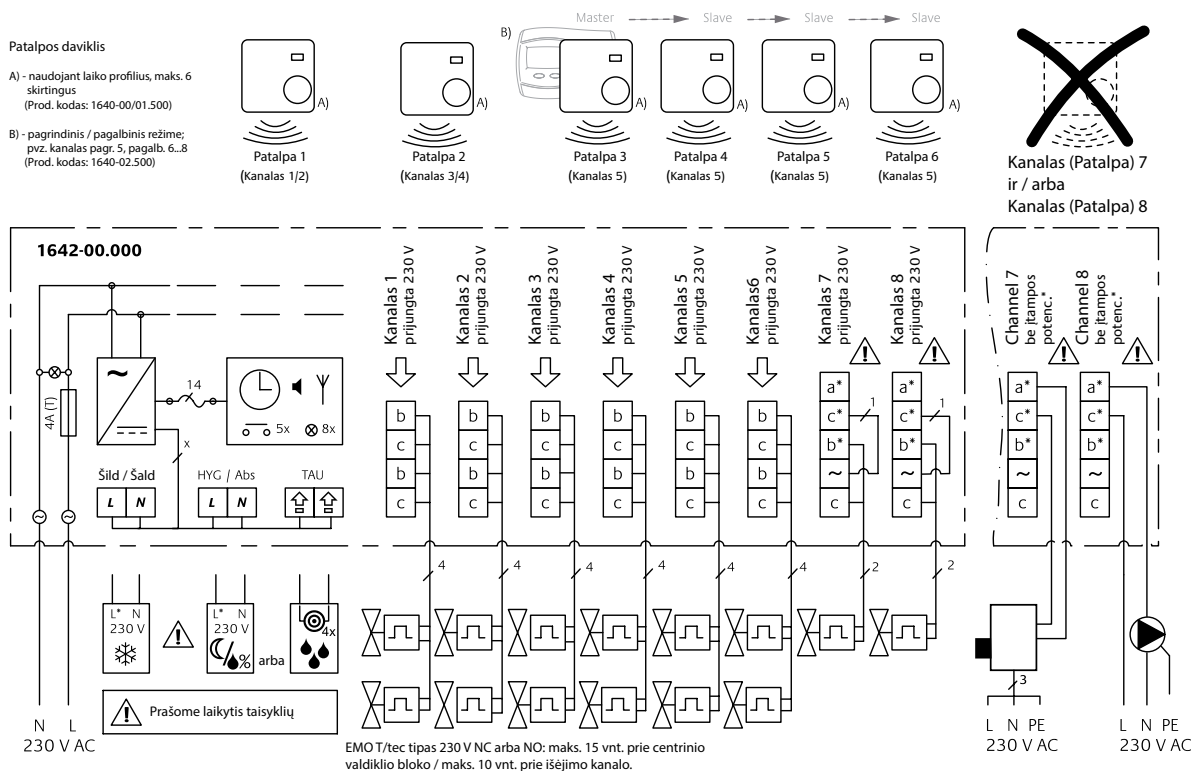 Master Slave Slave Slave
Patalpos daviklis
A) - naudojant laiko profilius, maks. 6
skirtingus
(Prod. kodas: 1640-00/01.500)
B) - pagrindinis / pagalbinis režime;
pvz. kanalas pagr. 5, pagalb. 6...8
(Prod. kodas: 1640-02.500)
B)
A) A) A) A) A) A)
Patalpa 1
(Kanalas 1/2)
Patalpa 2
(Kanalas 3/4)
Patalpa 3
(Kanalas 5)
Patalpa 4
(Kanalas 5)
Patalpa 5
(Kanalas 5)
Patalpa 6
(Kanalas 5)
Kanalas (Patalpa) 7
ir / arba
Kanalas (Patalpa) 8
1642-00.000
Kanalas 1
prijungta 230 V
Kanalas 2
prijungta 230 V
Kanalas 3
prijungta 230 V
Kanalas 4
prijungta 230 V
Kanalas 5
prijungta 230 V
Kanalas6
prijungta 230 V
Kanalas 7
prijungta 230 V
Kanalas 8
prijungta 230 V
Channel 7
be įtampos
potenc.*
Channel 8
be įtampos
potenc.*
4A (T)
~
14
5x 8x
x
Šild / Šald
L N
HYG / Abs
L N
TAU
b b b b b b
c c c c c c
b b b b b b
c c c c c c
a* a* a* a*
c* 1 c* 1 c* c*
b* b* b* b*
~ ~ ~ ~
c c c c
4 4 4 4 4 4 2 2
L* N
230 V
L* N
230 V
%
arba
4x
Prašome laikytis taisyklių
N L
230 V AC
3
L N PE
230 V AC
L N PE
230 V AC
EMO T/tec tipas 230 V NC arba NO: maks. 15 vnt. prie centrinio
valdiklio bloko / maks. 10 vnt. prie išėjimo kanalo.